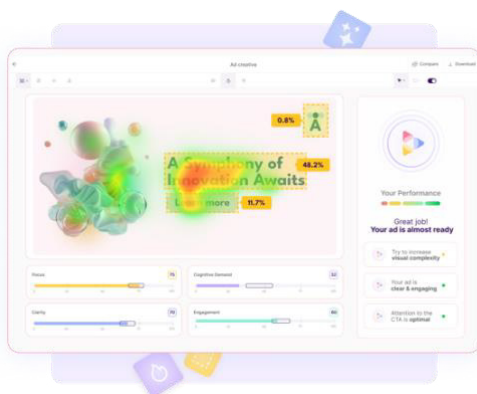 Ad creative
Compare
Download
0.8%
A
A Symphony of
Innovation Awaits
48.2%
Learn more
11.7%
Your Performance
Great job!
Your ad is almost ready
Try to increase
visual complexity
Your ad is
clear & engaging
Attention to the
CTA is optimal
Focus
Cognitive Demand
Clarity
Engagement